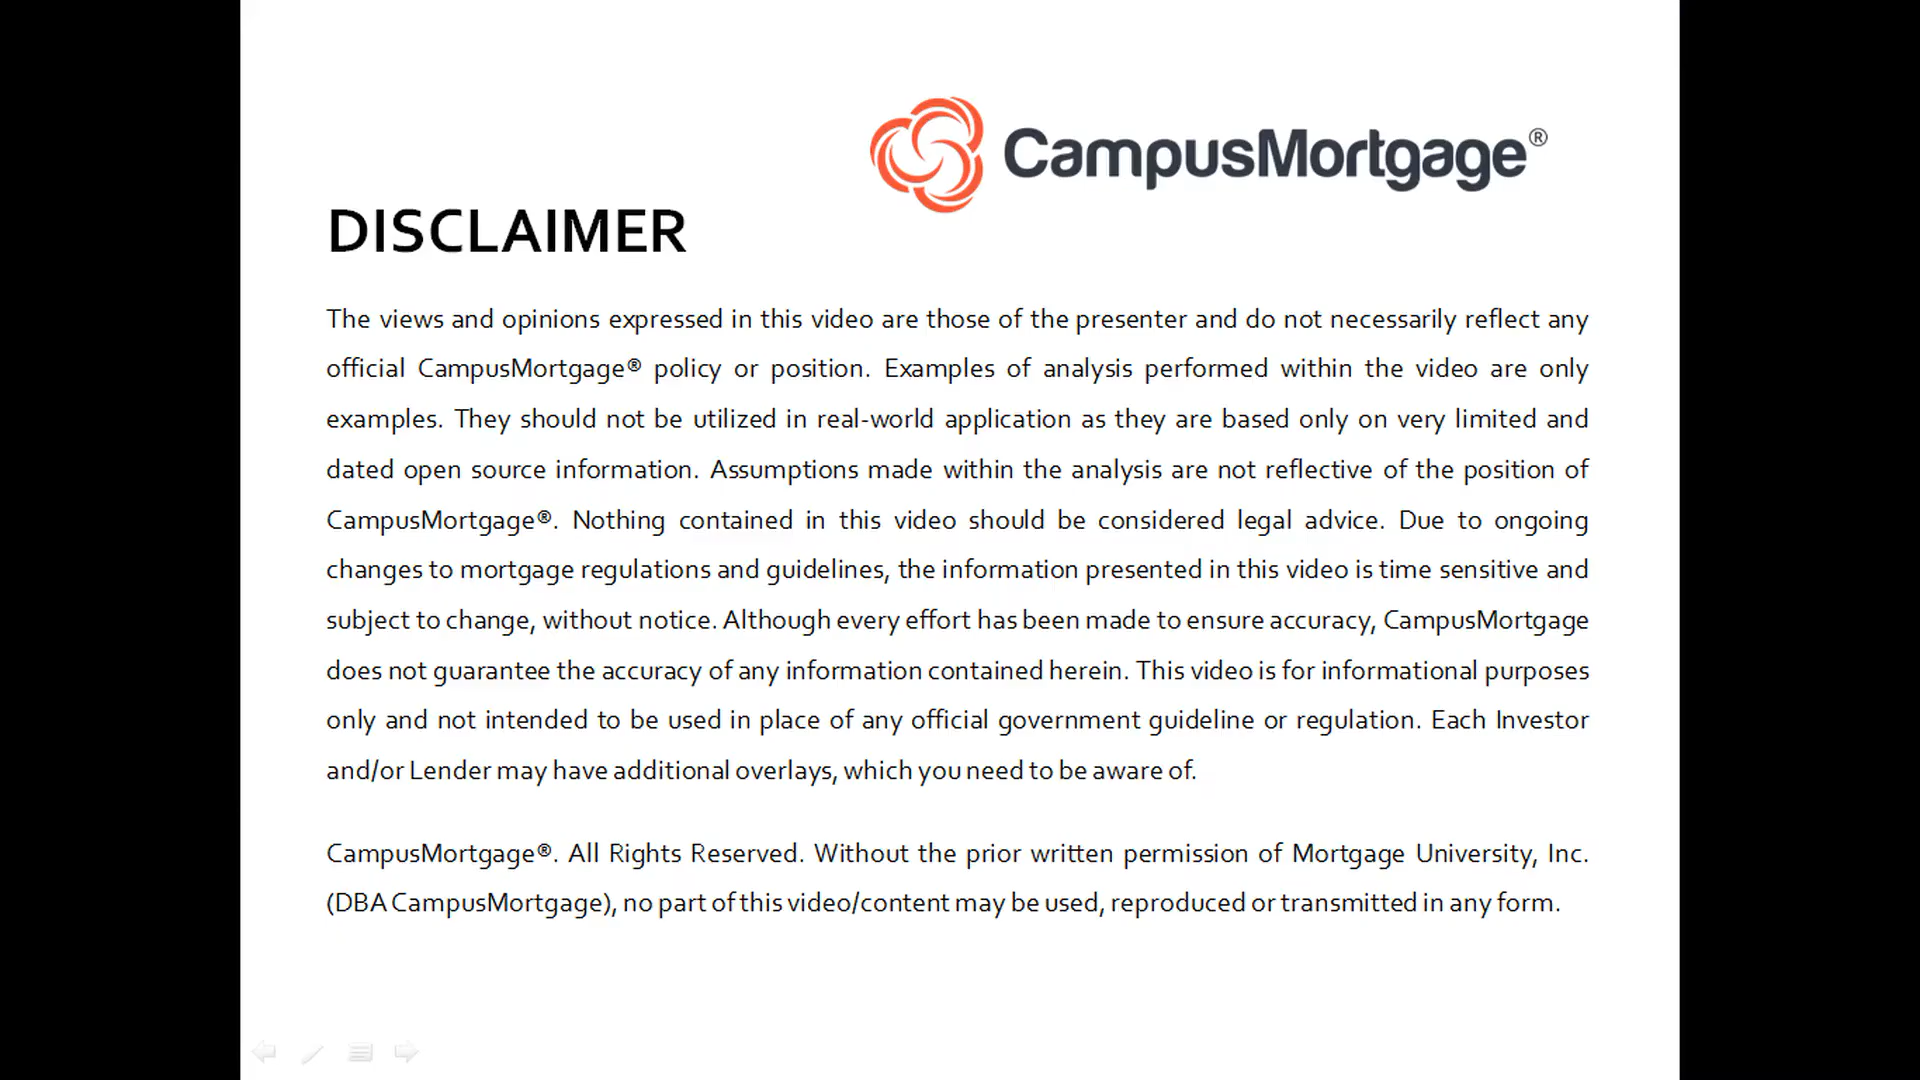 CampusMortgage®
DISCLAIMER
The views and opinions expressed in this video are those of the presenter and do not necessarily reflect any
official CampusMortgage® policy or position. Examples of analysis performed within the video are only
examples. They should not be utilized in real-world application as they are based only on very limited and
dated open source information. Assumptions made within the analysis are not reflective of the position of
CampusMortgage®. Nothing contained in this video should be considered legal advice. Due to ongoing
changes to mortgage regulations and guidelines, the information presented in this video is time sensitive and
subject to change, without notice. Although every effort has been made to ensure accuracy, CampusMortgage
does not guarantee the accuracy of any information contained herein. This video is for informational purposes
only and not intended to be used in place of any official government guideline or regulation. Each Investor
and/or Lender may have additional overlays, which you need to be aware of.
CampusMortgage®. All Rights Reserved. Without the prior written permission of Mortgage University, Inc.
(DBA CampusMortgage), no part of this video/content may be used, reproduced or transmitted in any form.